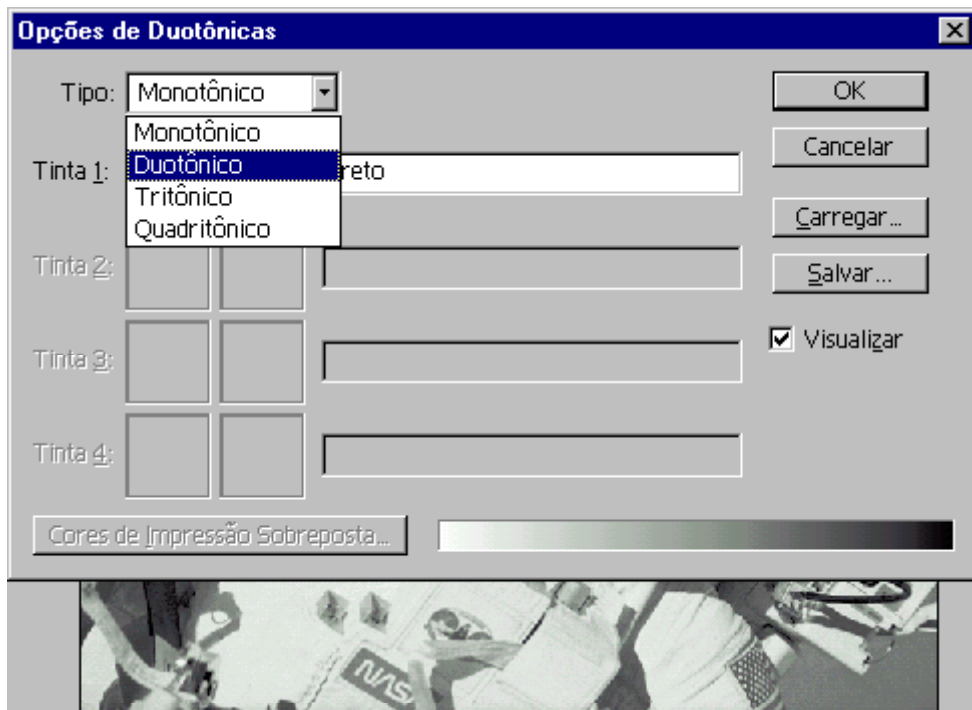 Opções de Duotônicas
Tipo: Monotônico
OK
Monotônico
Cancelar
Tinta 1: Duotônico
reto
Tritônico
Carregar...
Quadritônico
Tinta 2:
Salvar...
Visualizar
Tinta 3:
Tinta 4:
Cores de Impressão Sobreposta...
NAS